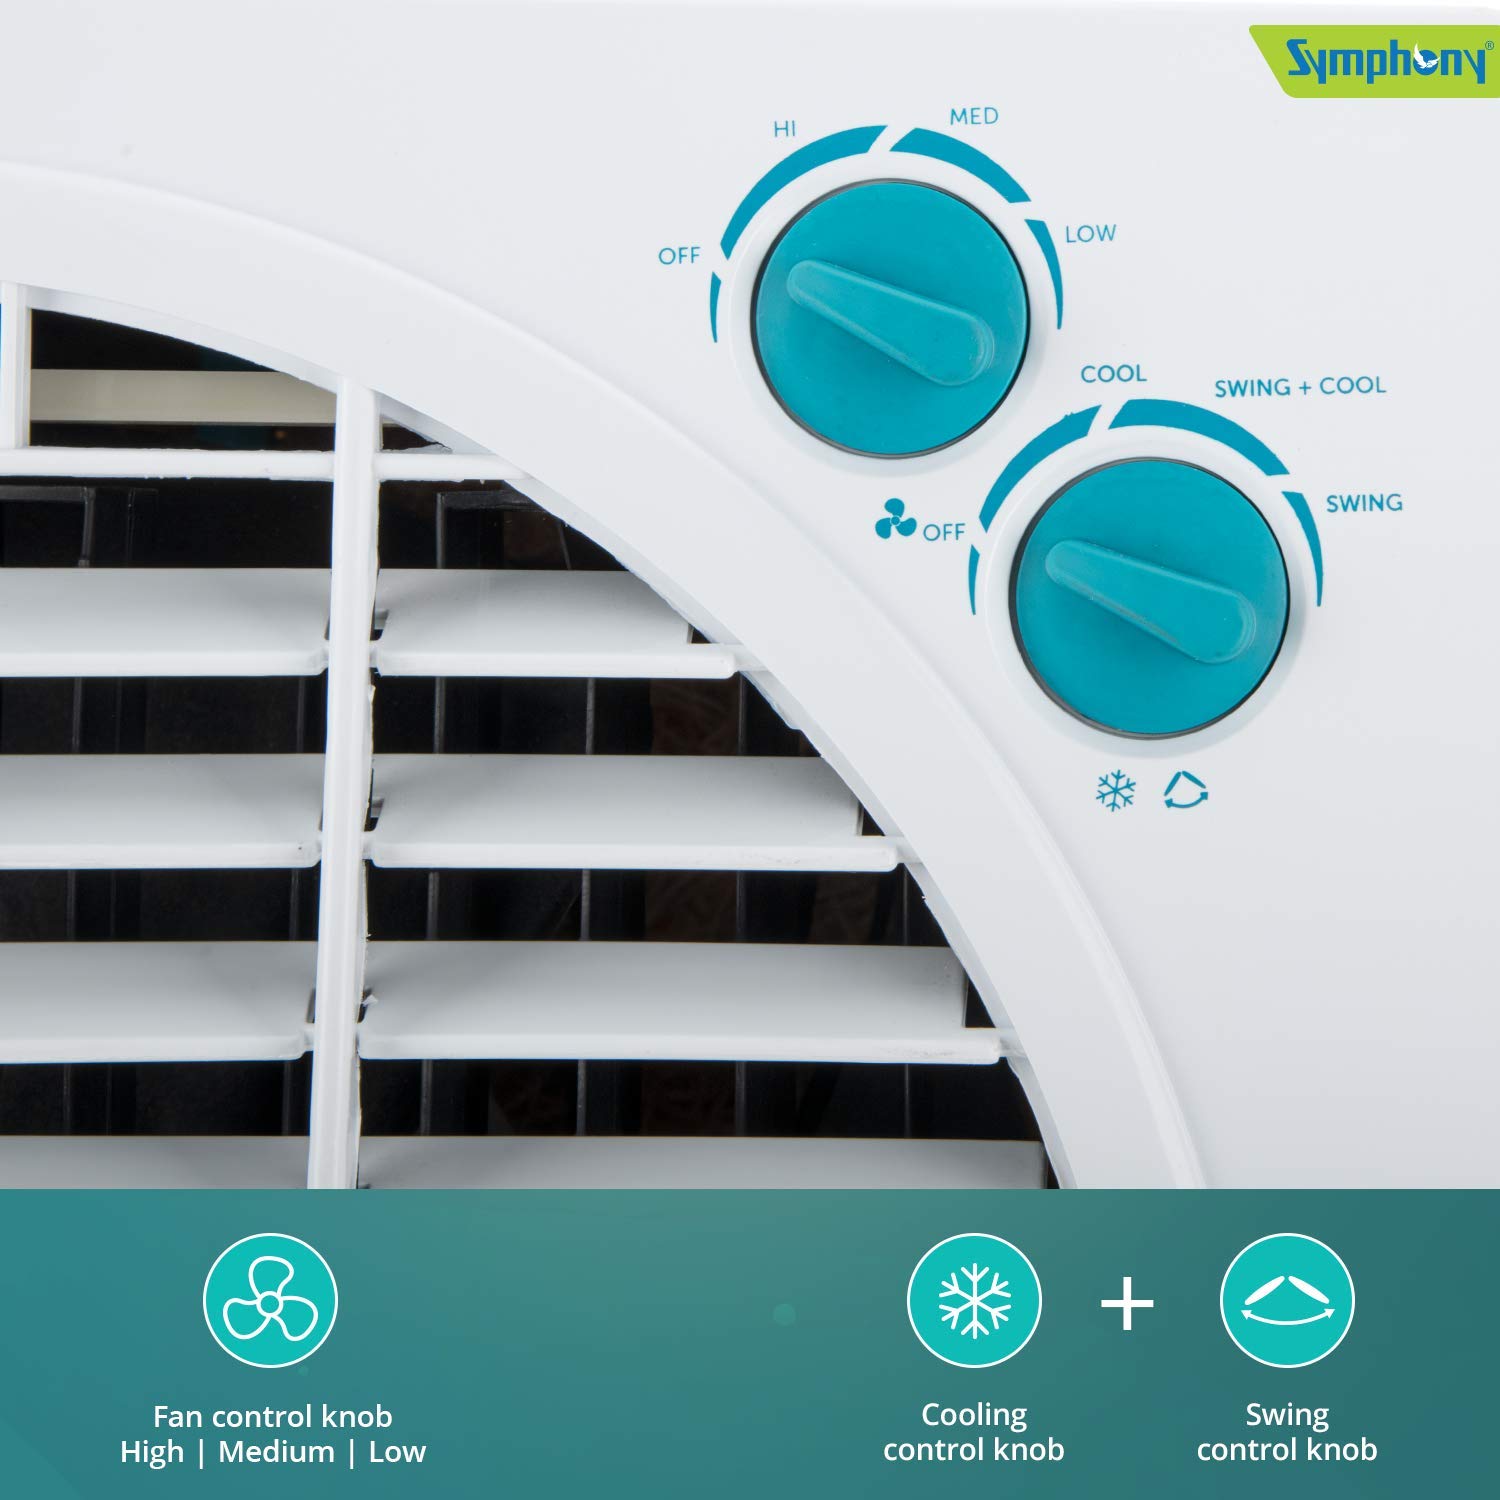 Symphony®
HI
MED
OFF
LOW
COOL
SWING + COOL
OFF
SWING
Fan control knob
High | Medium | Low
Cooling
control knob
+
Swing
control knob